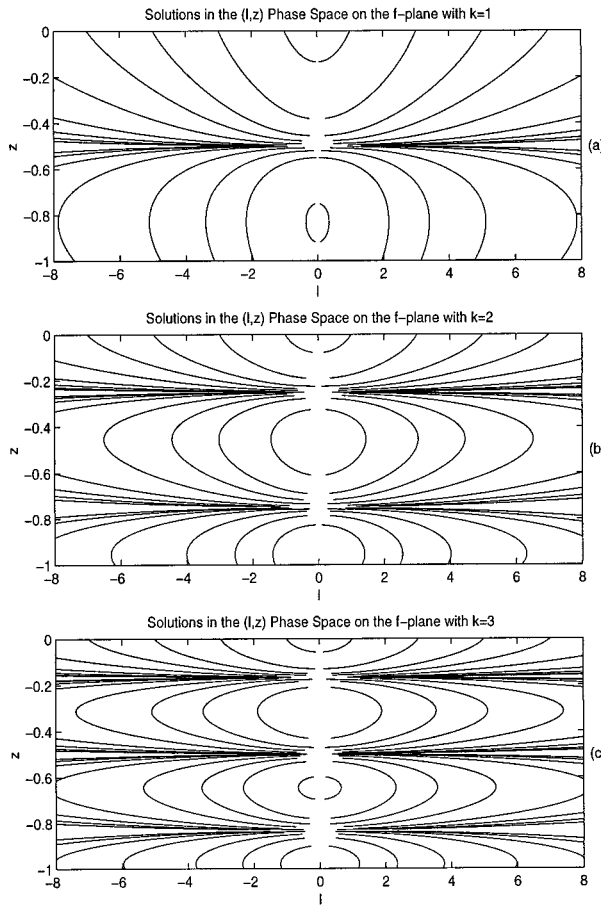 Solutions in the (l,z) Phase Space on the f-plane with k=1
0
-0.2
-0.4
z
-0.6
-0.8
-1
(a)
-8 -6 -4 -2 0 2 4 6 8
l
Solutions in the (l,z) Phase Space on the f-plane with k=2
0
-0.2
-0.4
z
-0.6
-0.8
-1
(b
-8 -6 -4 -2 0 2 4 6 8
l
Solutions in the (l,z) Phase Space on the f-plane with k=3
0
-0.2
-0.4
z
-0.6
-0.8
-1
(c
-8 -6 -4 -2 0 2 4 6 8
l